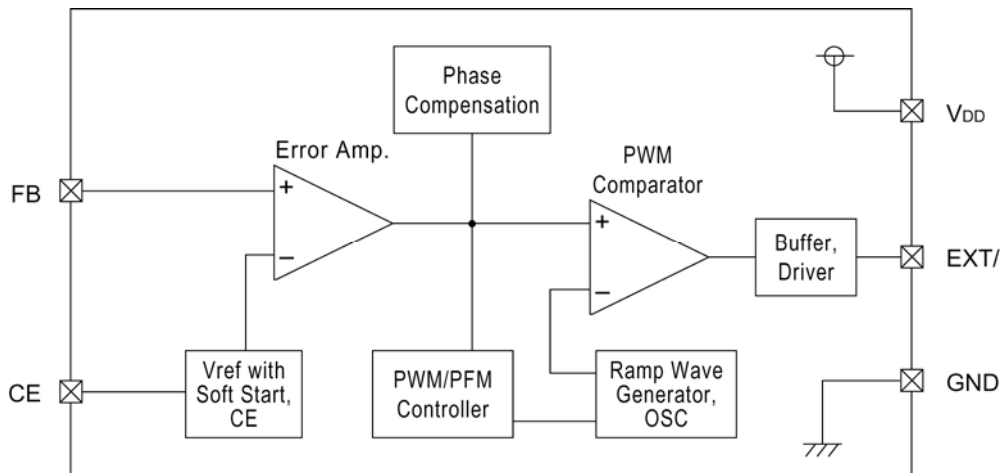 Phase
Compensation
Error Amp.
PWM
Comparator
VDD
FB
+
−
+
−
Buffer,
Driver
EXT/
CE
Vref with
Soft Start,
CE
PWM/PFM
Controller
Ramp Wave
Generator,
OSC
GND